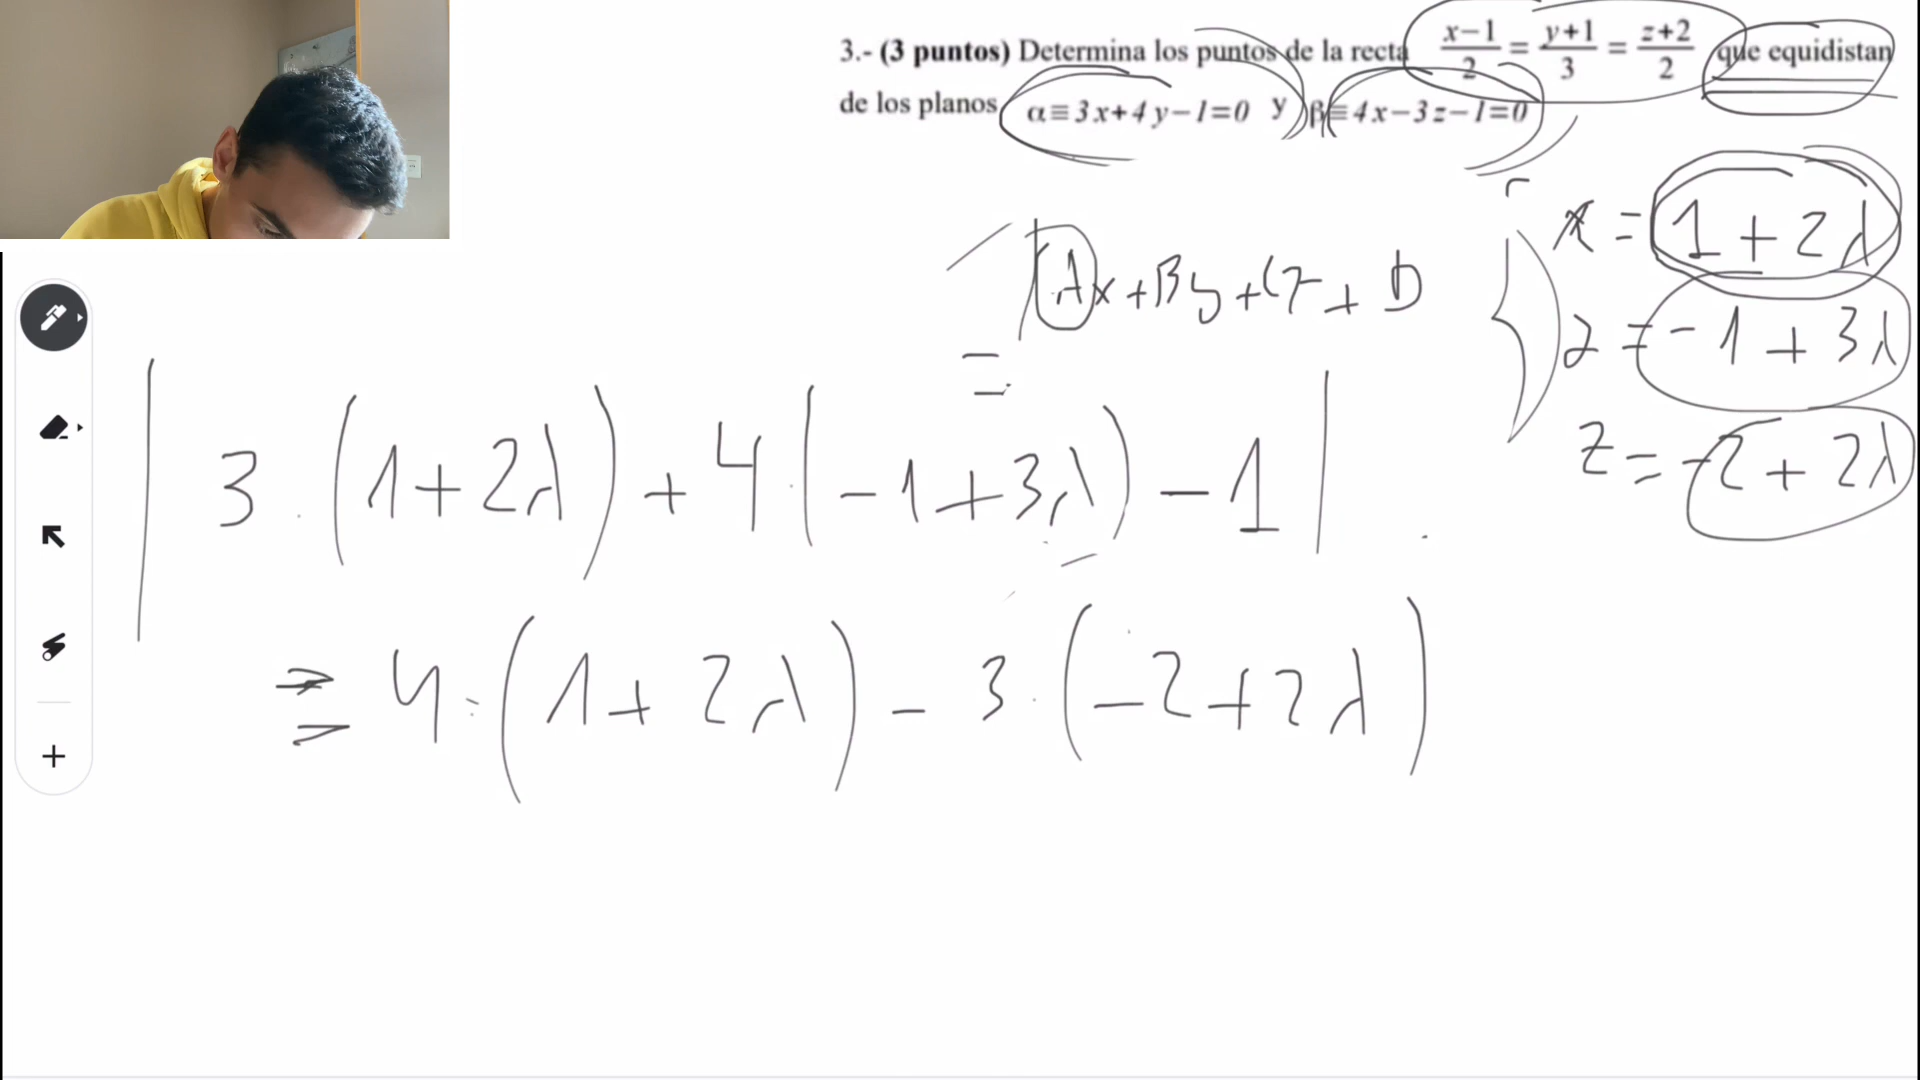 3.- (3 puntos) Determina los puntos de la recta x-1/2 = y+1/3 = z+2/2 que equidistan
de los planos α≡3x+4y-1=0 y β≡4x-3z-1=0
x = 1+2λ
|Ax+By+Cz+D
2 = -1+3λ
=
z = -2+2λ
|3·(1+2λ)+4·(-1+3λ)-1|
= 4·(1+2λ)-3·(-2+2λ)